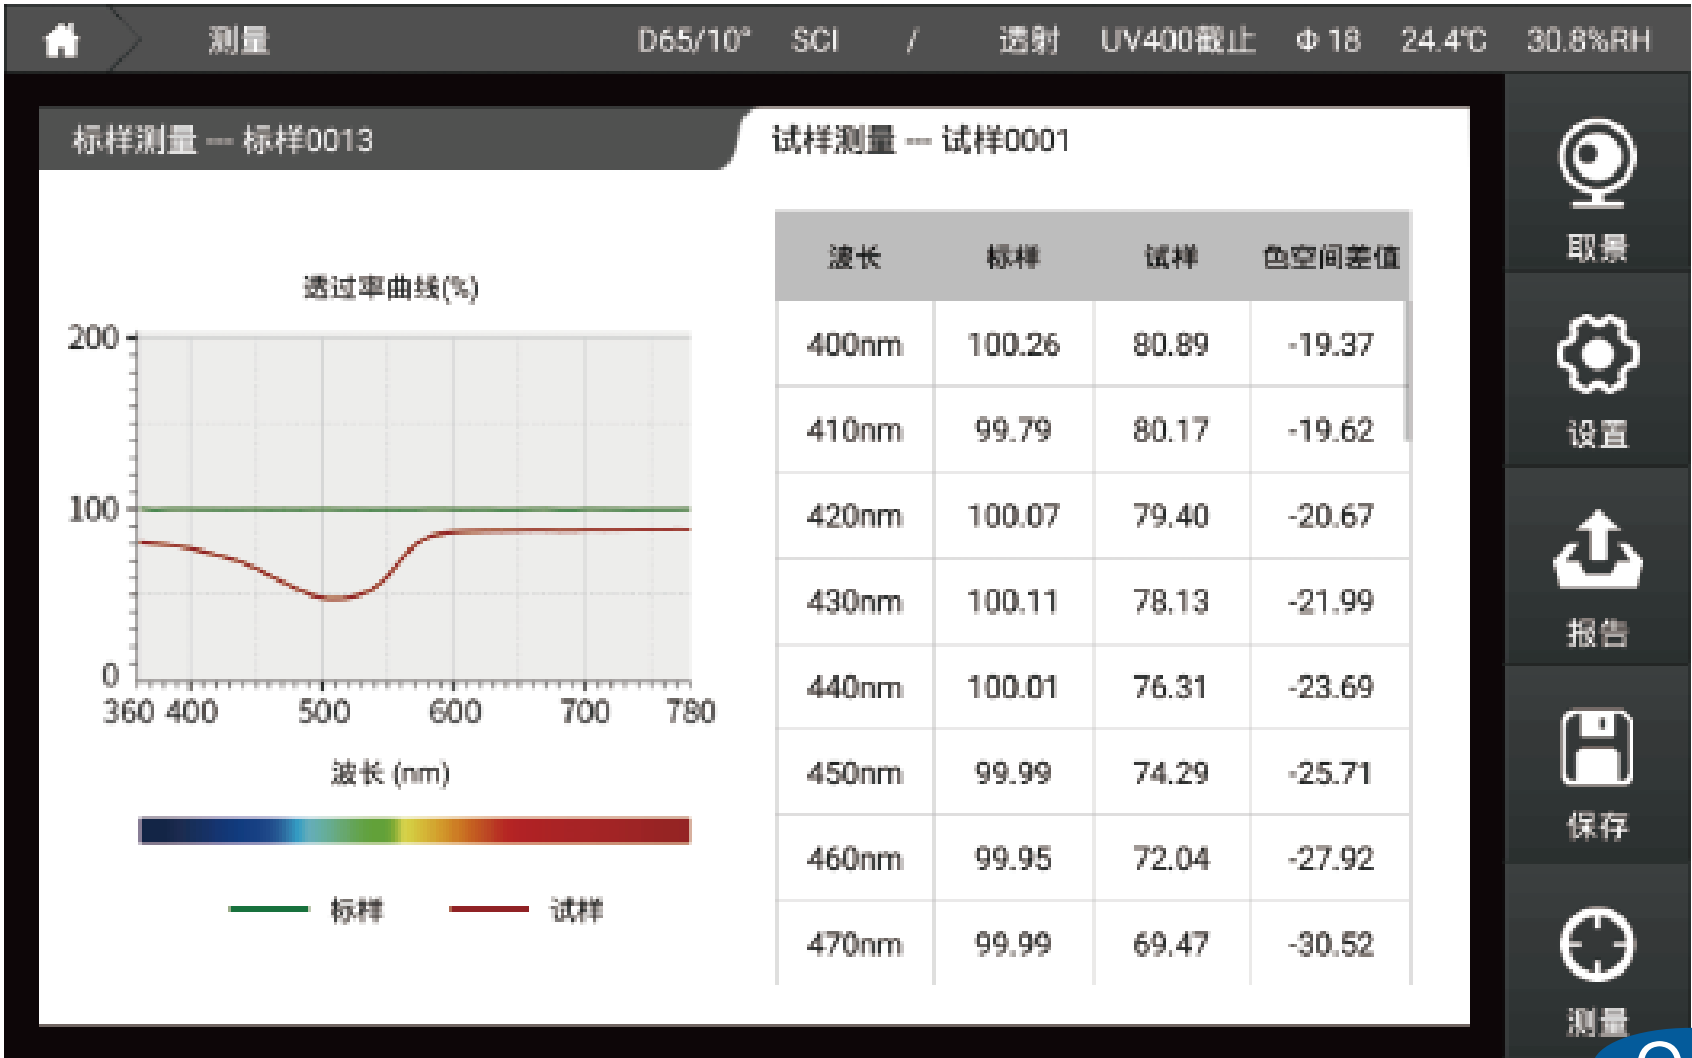 测量 D65/10° SCI / 透射 UV400截止 Φ 18 24.4℃ 30.8%RH
标样测量 --- 标样0013
试样测量 --- 试样0001
透过率曲线(%)
200
100
0
360 400 500 600 700 780
波长 (nm)
标样 试样
波长 标样 试样 色空间差值
400nm 100.26 80.89 -19.37
410nm 99.79 80.17 -19.62
420nm 100.07 79.40 -20.67
430nm 100.11 78.13 -21.99
440nm 100.01 76.31 -23.69
450nm 99.99 74.29 -25.71
460nm 99.95 72.04 -27.92
470nm 99.99 69.47 -30.52
取景
设置
报告
保存
测量